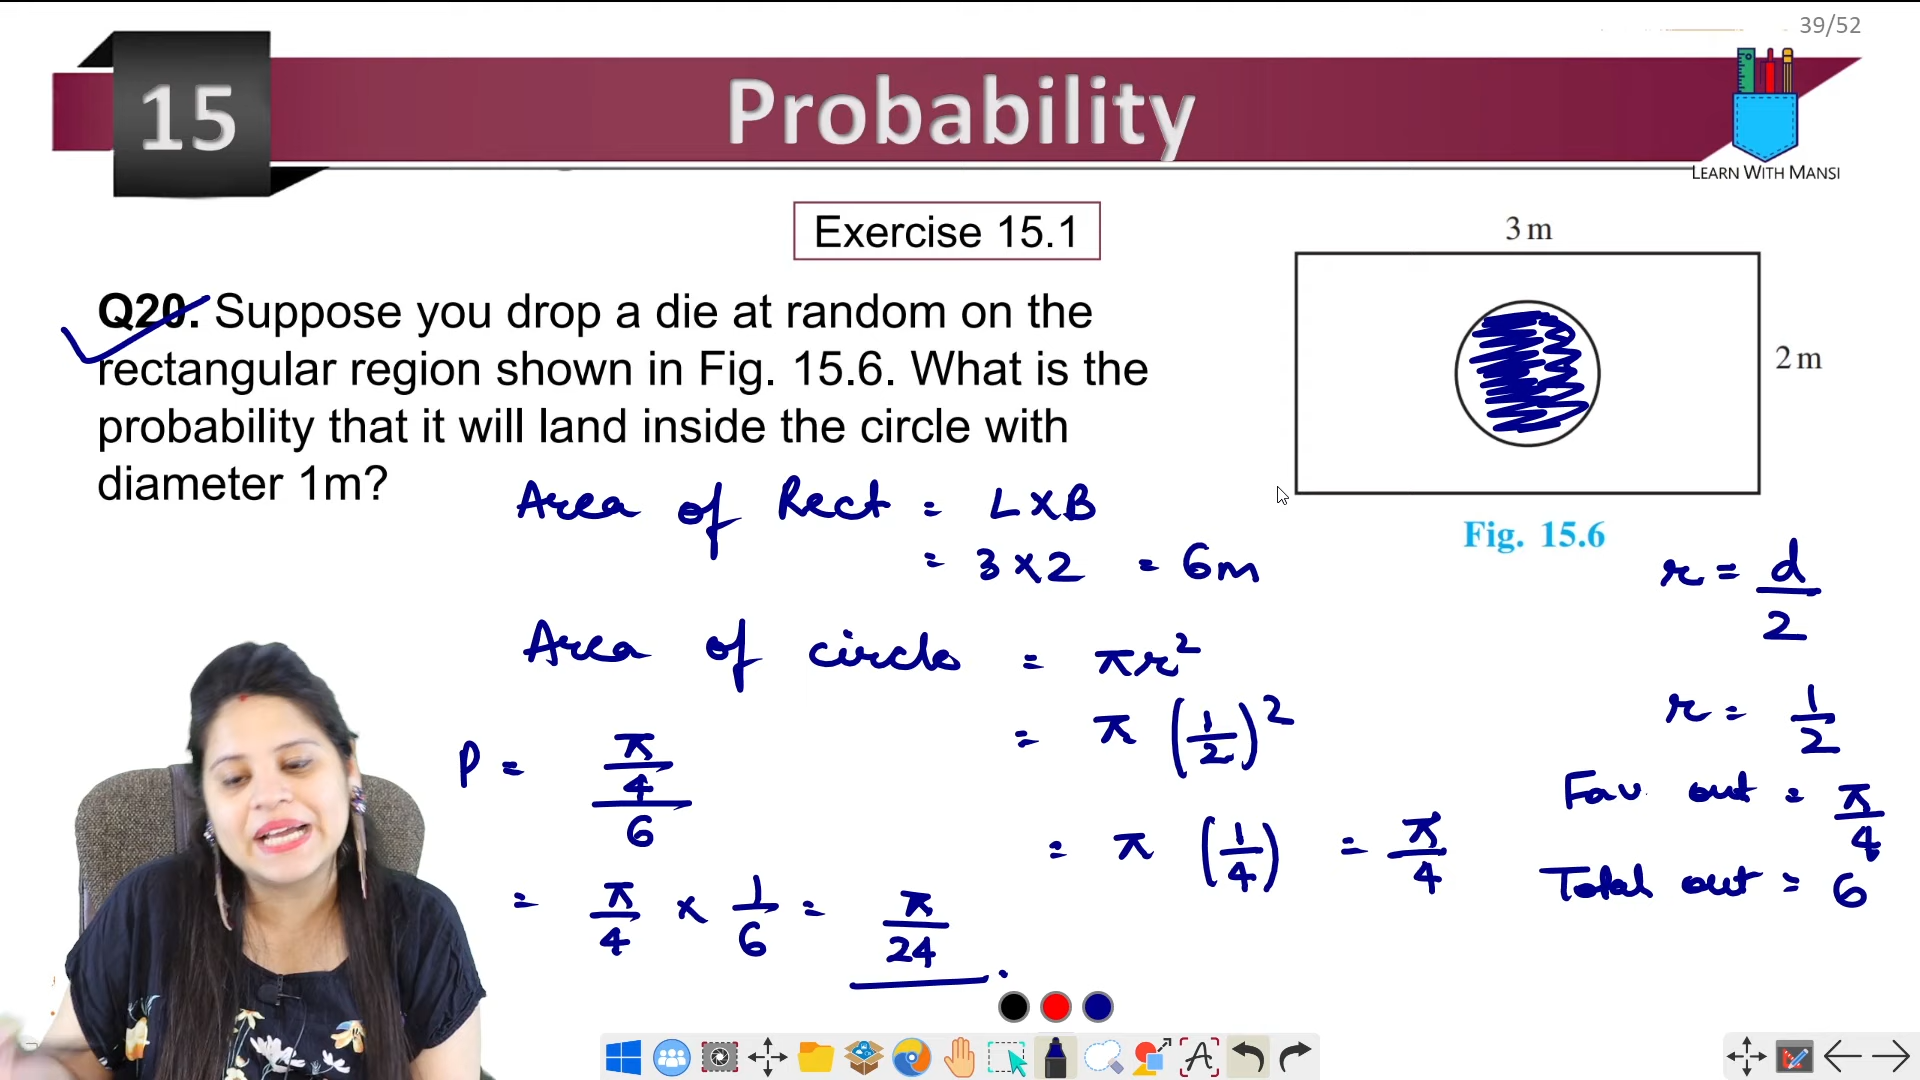 39/52
15
Probability
LEARN WITH MANSI
Exercise 15.1
3 m
Q20. Suppose you drop a die at random on the
rectangular region shown in Fig. 15.6. What is the
probability that it will land inside the circle with
diameter 1m?
2 m
Fig. 15.6
Area of Rect = L×B
= 3×2 = 6m
r = d/2
Area of circle = πr²
= π (1/2)²
r = 1/2
P = π/4/6
Fav. out = π/4
= π (1/4) = π/4
Total out = 6
= π/4 × 1/6 = π/24.